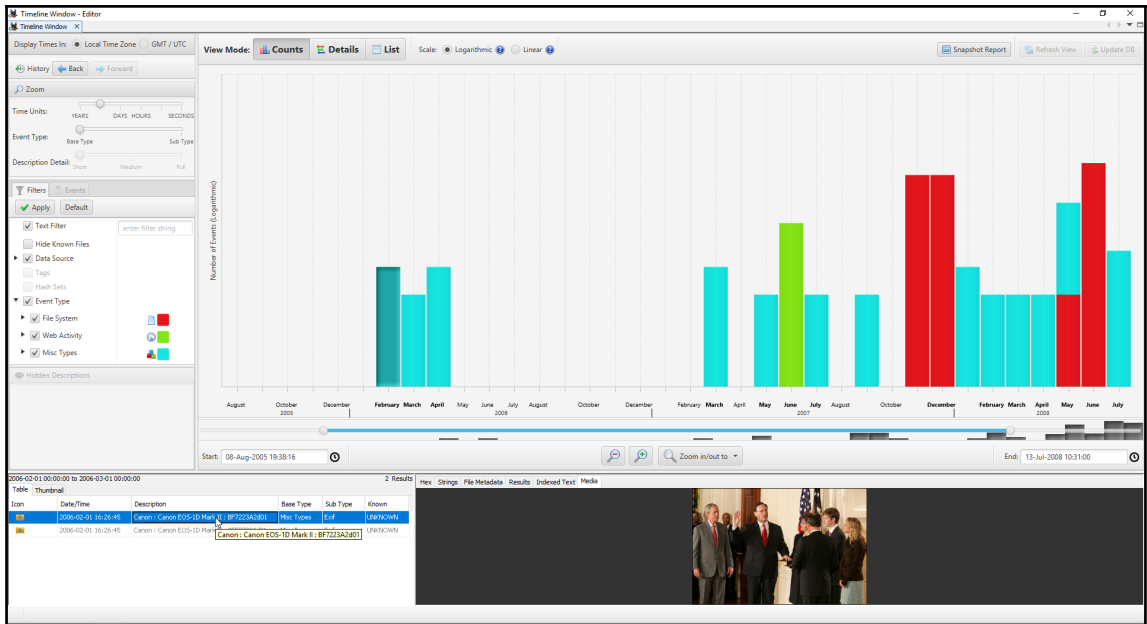 Timeline Window - Editor
Timeline Window
Display Times In: Local Time Zone GMT / UTC
View Mode: Counts Details List Scale: Logarithmic Linear
Snapshot Report Refresh View Update DB
History Back Forward
Zoom
Time Units:
YEARS DAYS HOURS SECONDS
Event Type:
Base Type Sub Type
Description Detail:
Short Medium Full
Filters Events
Apply Default
Text Filter enter filter string
Hide Known Files
Data Source
Tags
Hash Sets
Event Type
File System
Web Activity
Misc Types
Hidden Descriptions
Number of Events (Logarithmic)
August October December February March April May June July August October December February March April May June July August October December February March April May June July
2005 2006 2007 2008
Start: 08-Aug-2005 19:38:16
Zoom in/out to
End: 13-Jul-2008 10:31:00
2006-02-01 00:00:00 to 2006-03-01 00:00:00 2 Results
Table Thumbnail
Icon Date/Time Description Base Type Sub Type Known
2006-02-01 16:26:45 Canon : Canon EOS-1D Mark II : BF7223A2d01 Misc Types Exif UNKNOWN
2006-02-01 16:26:45 Canon : Canon EOS-1D UNKNOWN
Canon : Canon EOS-1D Mark II : BF7223A2d01
Hex Strings File Metadata Results Indexed Text Media